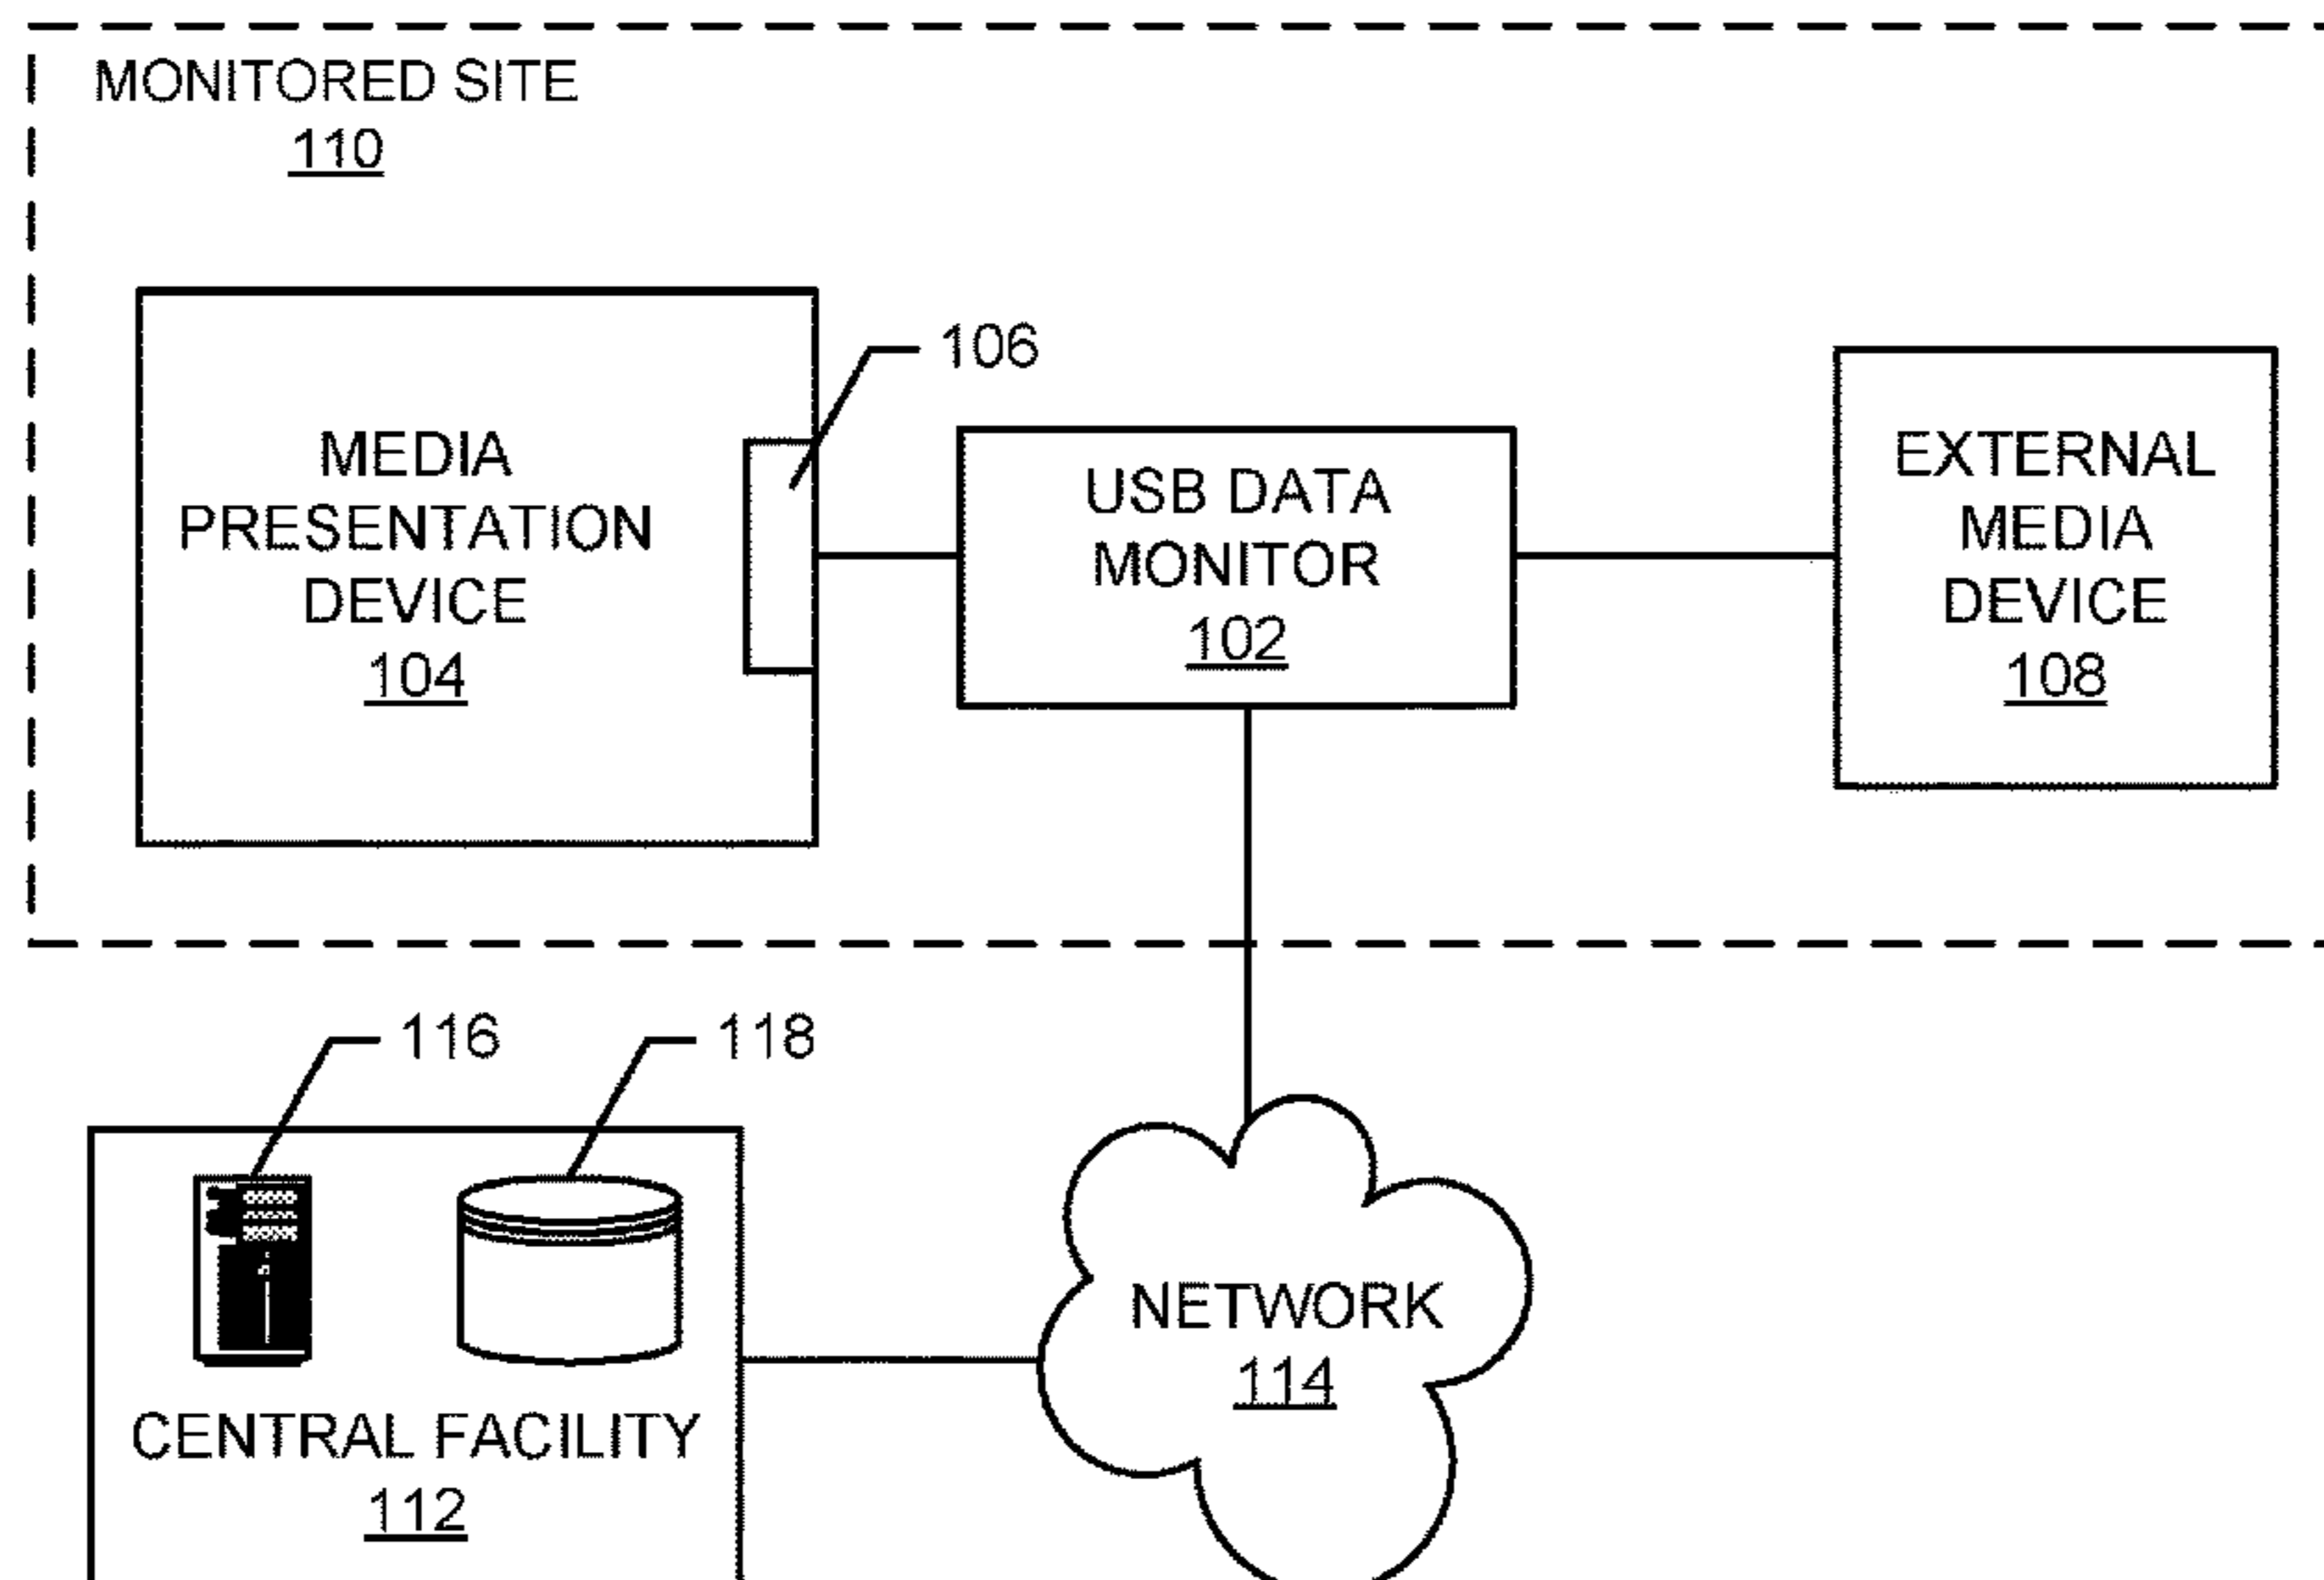 MONITORED SITE
110
106
MEDIA
PRESENTATION
DEVICE
104
USB DATA
MONITOR
102
EXTERNAL
MEDIA
DEVICE
108
116
118
CENTRAL FACILITY
112
NETWORK
114